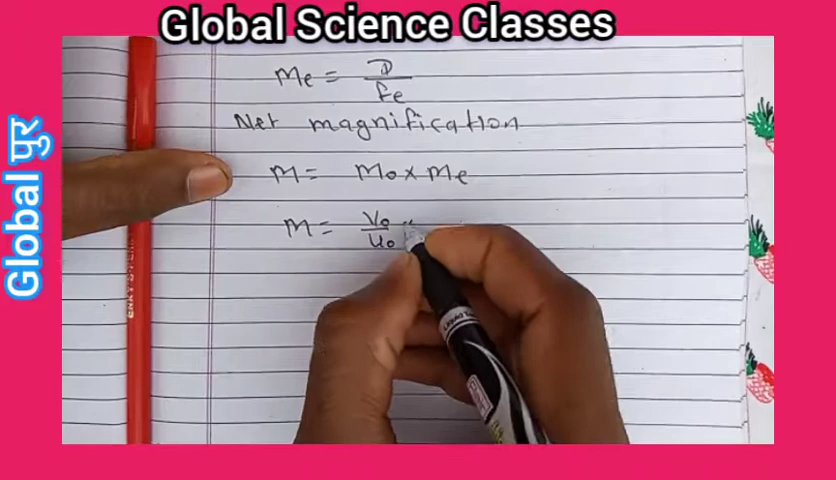 Global Science Classes
Global पुर
Me = D/fe
Net magnification
M = Mo × Me
M = Vo/Uo